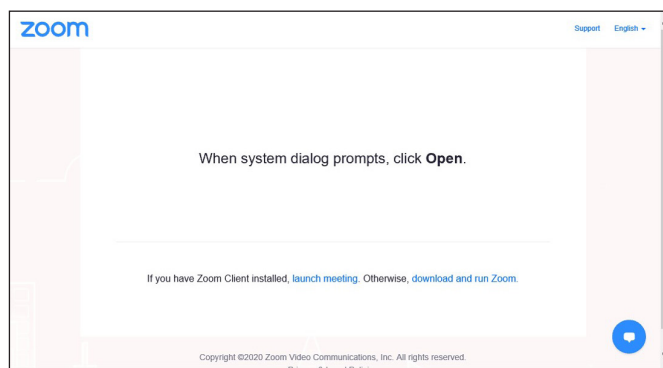 zoom
Support English
When system dialog prompts, click Open.
If you have Zoom Client installed, launch meeting. Otherwise, download and run Zoom.
Copyright ©2020 Zoom Video Communications, Inc. All rights reserved.